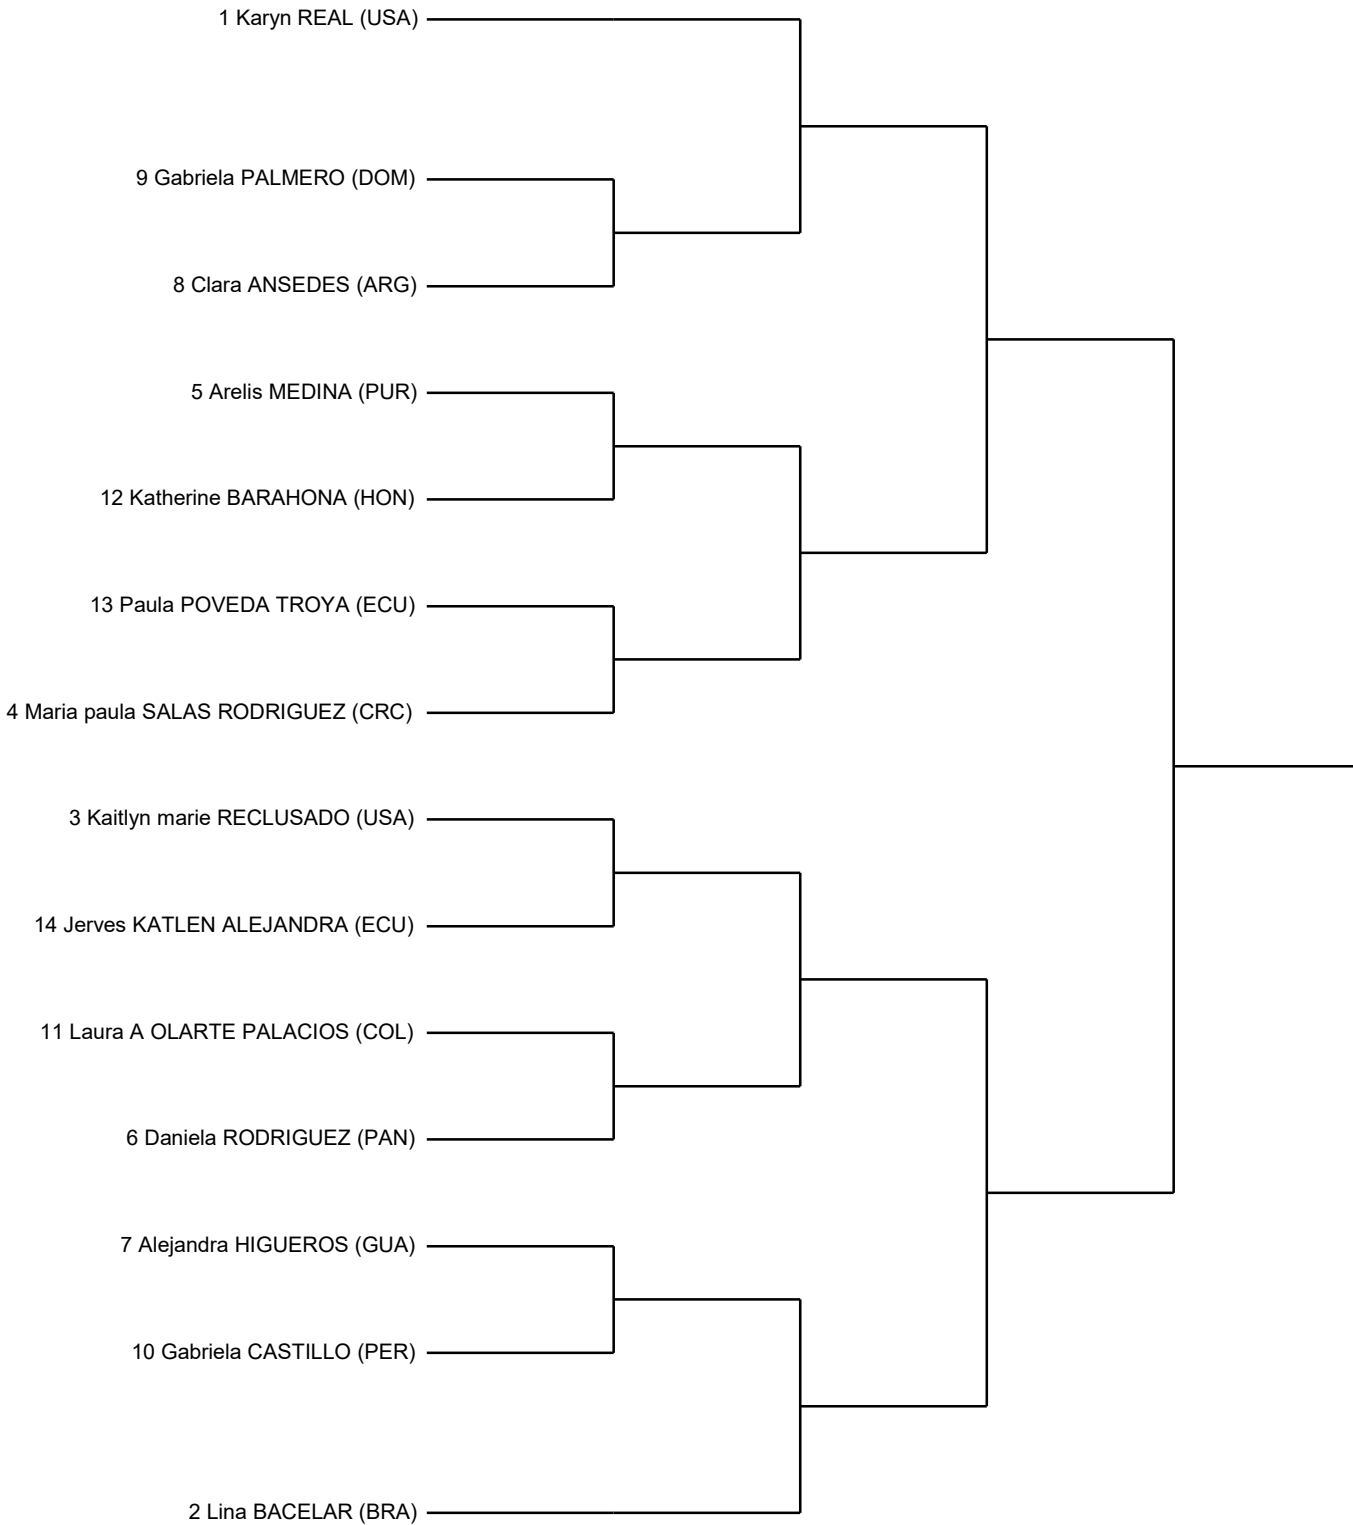 1 Karyn REAL (USA)
9 Gabriela PALMERO (DOM)
8 Clara ANSEDES (ARG)
5 Arelis MEDINA (PUR)
12 Katherine BARAHONA (HON)
13 Paula POVEDA TROYA (ECU)
4 Maria paula SALAS RODRIGUEZ (CRC)
3 Kaitlyn marie RECLUSADO (USA)
14 Jerves KATLEN ALEJANDRA (ECU)
11 Laura A OLARTE PALACIOS (COL)
6 Daniela RODRIGUEZ (PAN)
7 Alejandra HIGUEROS (GUA)
10 Gabriela CASTILLO (PER)
2 Lina BACELAR (BRA)